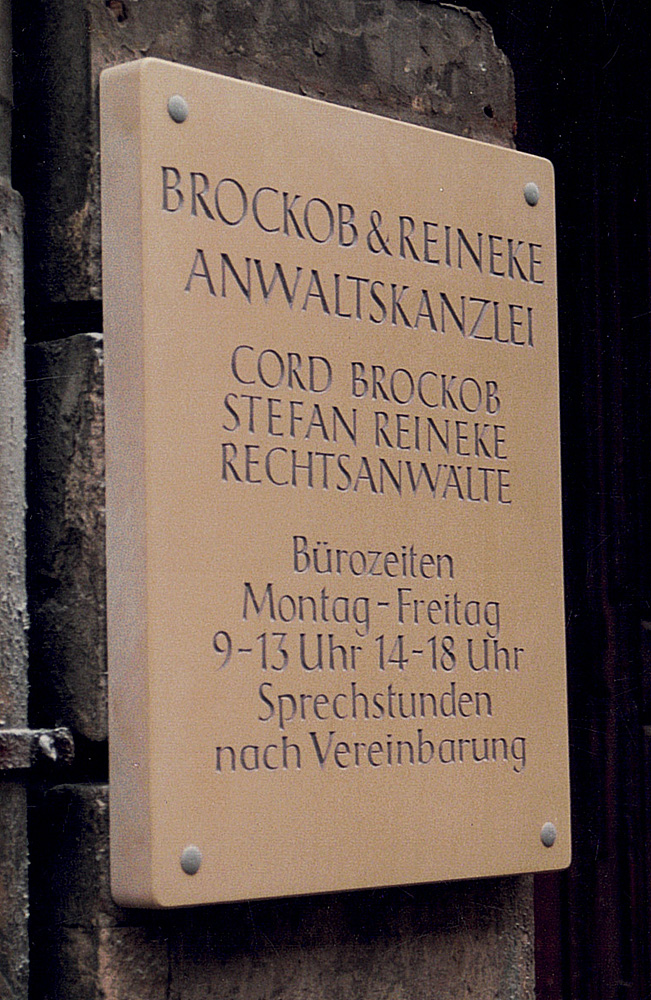 BROCKOB & REINEKE
ANWALTSKANZLEI
CORD BROCKOB
STEFAN REINEKE
RECHTSANWÄLTE
Bürozeiten
Montag - Freitag
9-13 Uhr 14-18 Uhr
Sprechstunden
nach Vereinbarung